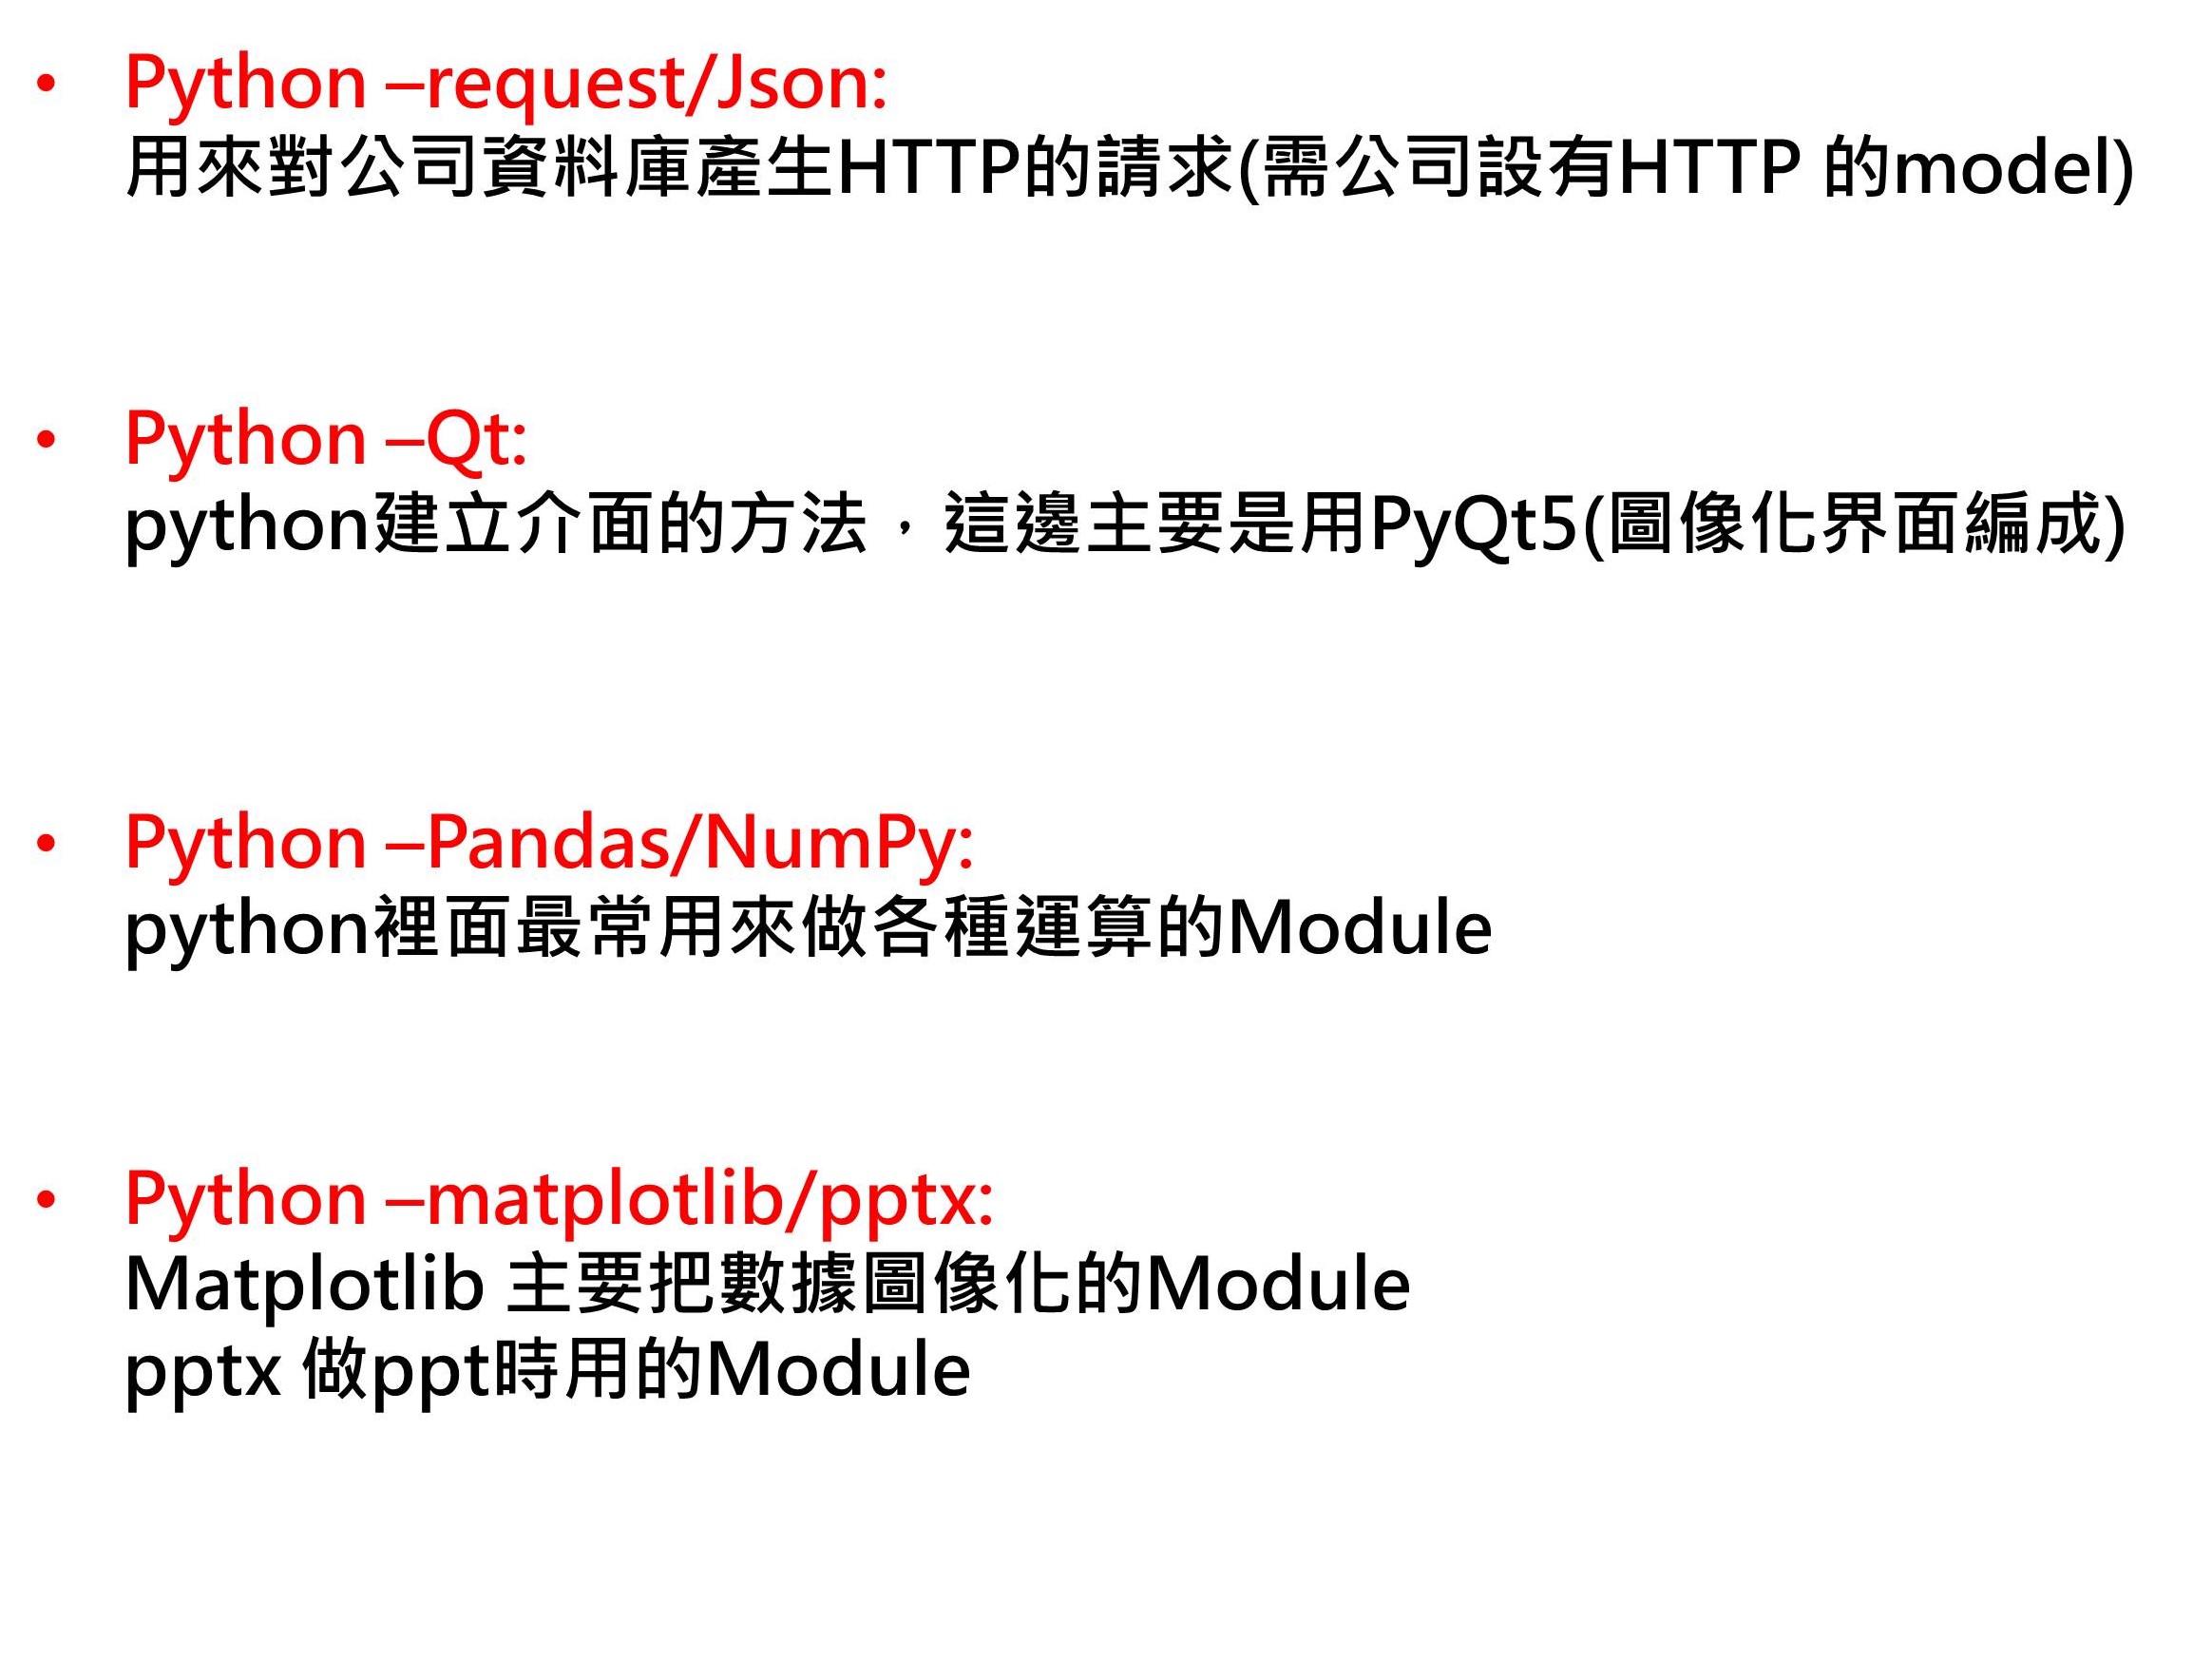 • Python –request/Json:
用來對公司資料庫產生HTTP的請求(需公司設有HTTP 的model)
• Python –Qt:
python建立介面的方法，這邊主要是用PyQt5(圖像化界面編成)
• Python –Pandas/NumPy:
python裡面最常用來做各種運算的Module
• Python –matplotlib/pptx:
Matplotlib 主要把數據圖像化的Module
pptx 做ppt時用的Module